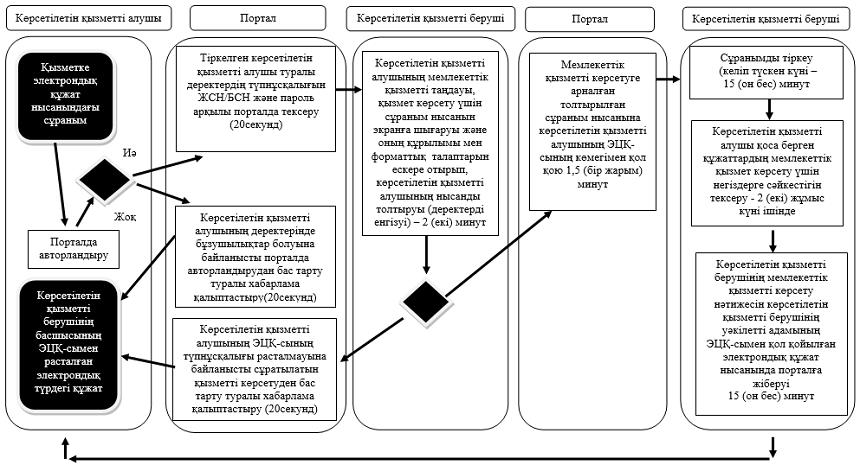 Көрсетілетін қызметті алушы
Портал
Көрсетілетін қызметті беруші
Портал
Көрсетілетін қызметті беруші
Қызметке
электрондық
құжат
нысанындағы
сұраным
Иә
Жоқ
Порталда
авторландыру
Көрсетілетін
қызметті
берушінің
басшысының
ЭЦҚ-сымен
расталған
электрондық
түрдегі құжат
Тіркелген көрсетілетін
қызметті алушы туралы
деректердің түпнұсқалығын
ЖСН/БСН және пароль
арқылы порталда тексеру
(20секунд)
Көрсетілетін қызметті
алушының деректерінде
бұзушылықтар болуына
байланысты порталда
авторландырудан бас тарту
туралы хабарлама
қалыптастыру(20секунд)
Көрсетілетін қызметті
алушының ЭЦҚ-сының
түпнұсқалығы расталмауына
байланысты сұратылатын
қызметті көрсетуден бас
тарту туралы хабарлама
қалыптастыру (20секунд)
Көрсетілетін қызметті
алушының мемлекеттік
қызметті таңдауы,
қызмет көрсету үшін
сұраным нысанын
экранға шығаруы және
оның құрылымы мен
форматтық талаптарын
ескере отырып,
көрсетілетін қызметті
алушының нысанды
толтыруы (деректерді
енгізуі) – 2 (екі) минут
Мемлекеттік
қызметті көрсетуге
арналған
толтырылған
сұраным нысанына
көрсетілетін қызметті
алушының ЭЦҚ-
сының көмегімен қол
қою 1,5 (бір жарым)
минут
Сұранымды тіркеу
(келіп түскен күні –
15 (он бес) минут
Көрсетілетін қызметті
алушы қоса берген
құжаттардың мемлекеттік
қызмет көрсету үшін
негіздерге сәйкестігін
тексеру - 2 (екі) жұмыс
күні ішінде
Көрсетілетін қызметті
берушінің мемлекеттік
қызметті көрсету
нәтижесін көрсетілетін
қызметті берушінің
уәкілетті адамының
ЭЦҚ-сымен қол қойылған
электрондық құжат
нысанында порталға
жіберуі
15 (он бес) минут